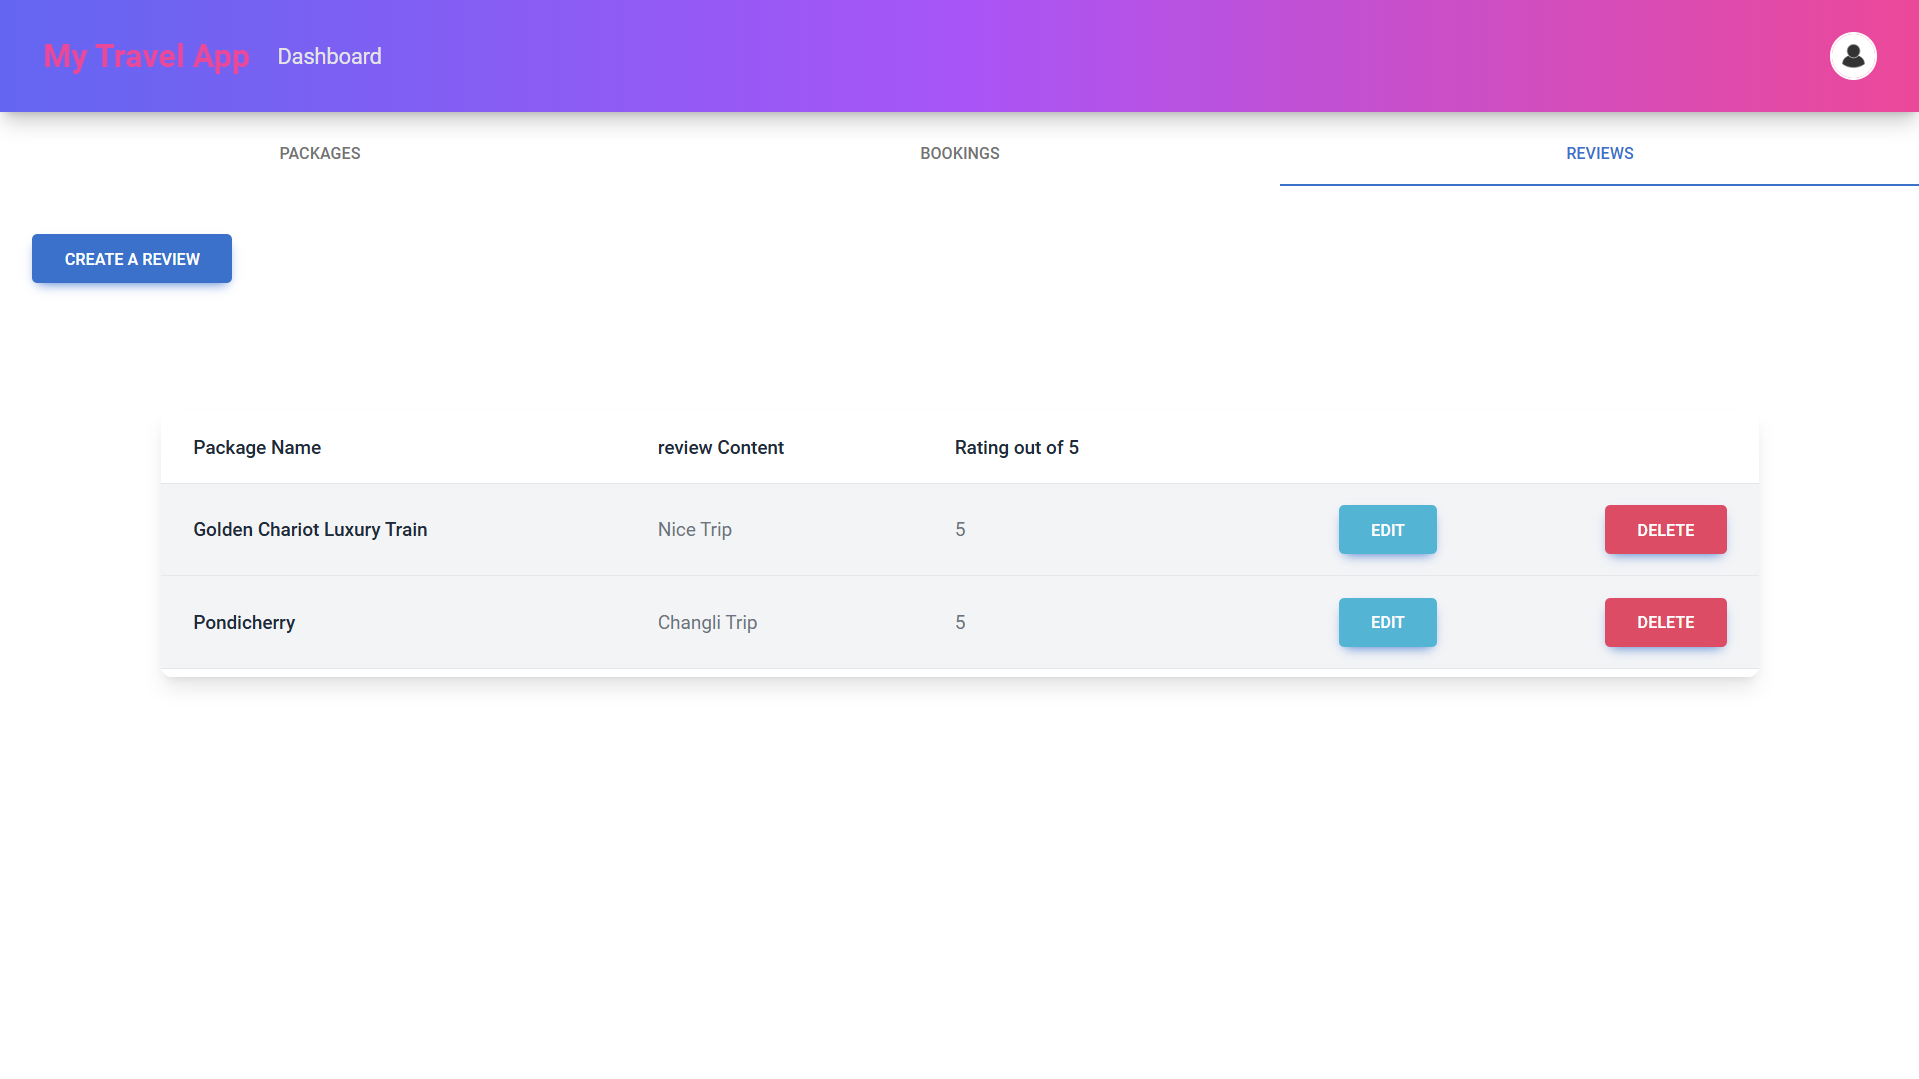 My Travel App Dashboard
PACKAGES BOOKINGS REVIEWS
CREATE A REVIEW
Package Name review Content Rating out of 5
Golden Chariot Luxury Train Nice Trip 5 EDIT DELETE
Pondicherry Changli Trip 5 EDIT DELETE